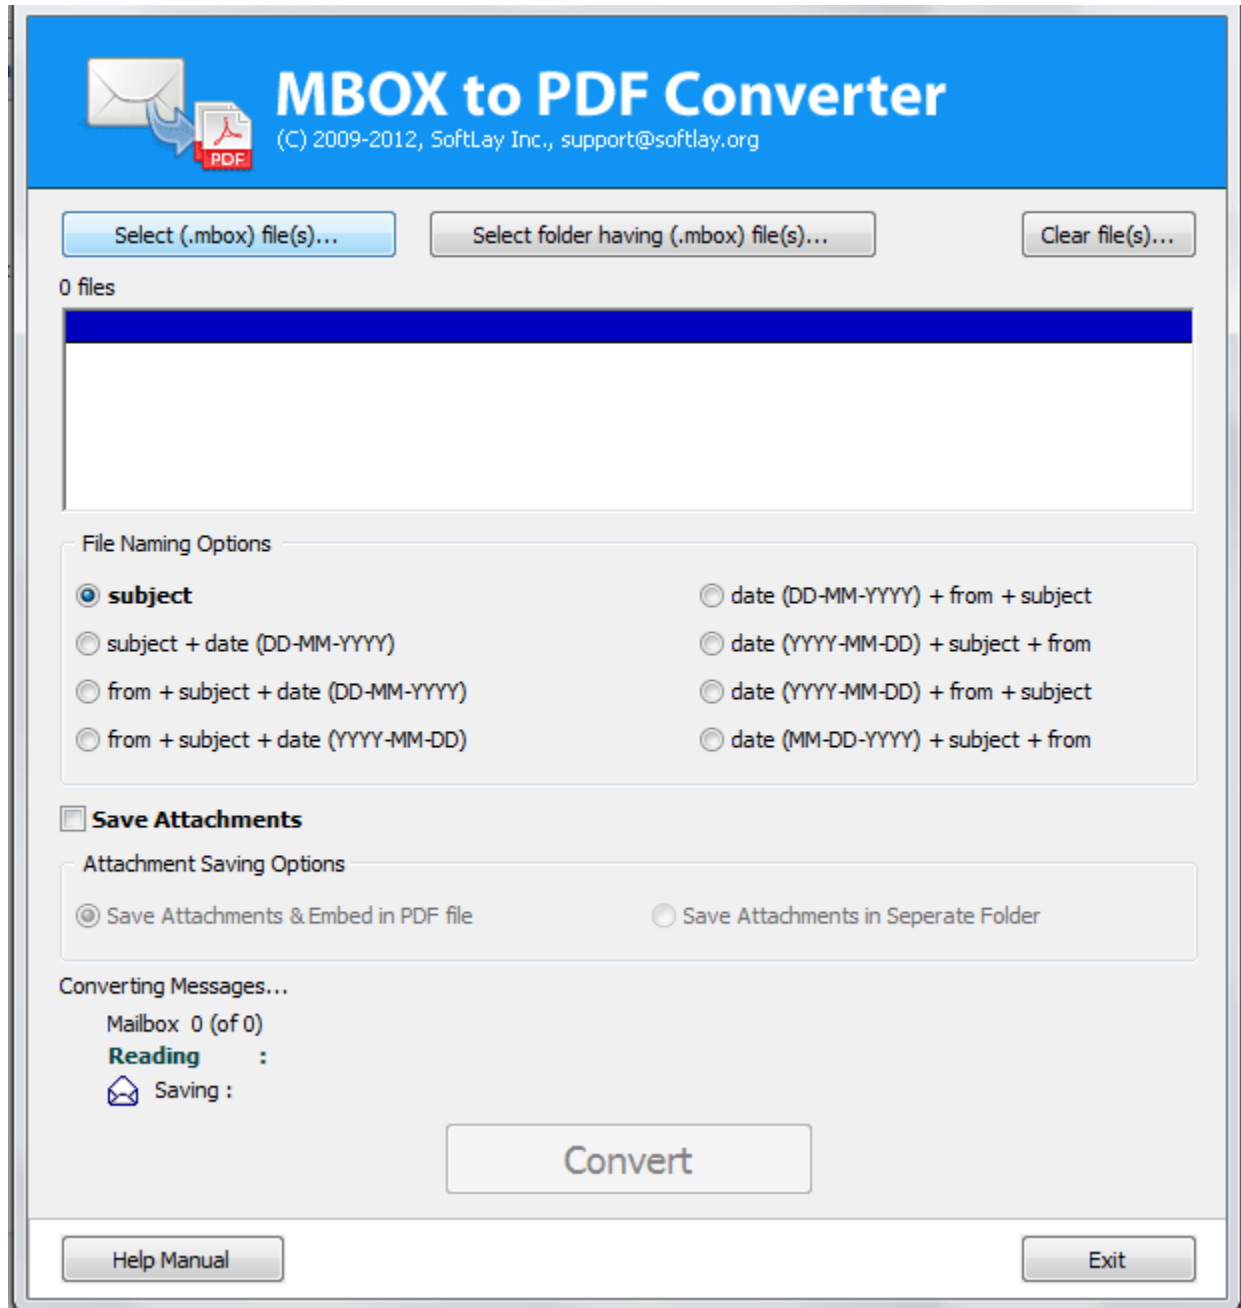 MBOX to PDF Converter
(C) 2009-2012, SoftLay Inc., support@softlay.org
PDF
Select (.mbox) file(s)...
Select folder having (.mbox) file(s)...
Clear file(s)...
0 files
File Naming Options
subject
date (DD-MM-YYYY) + from + subject
subject + date (DD-MM-YYYY)
date (YYYY-MM-DD) + subject + from
from + subject + date (DD-MM-YYYY)
date (YYYY-MM-DD) + from + subject
from + subject + date (YYYY-MM-DD)
date (MM-DD-YYYY) + subject + from
Save Attachments
Attachment Saving Options
Save Attachments & Embed in PDF file
Save Attachments in Seperate Folder
Converting Messages...
Mailbox 0 (of 0)
Reading :
Saving :
Convert
Help Manual
Exit